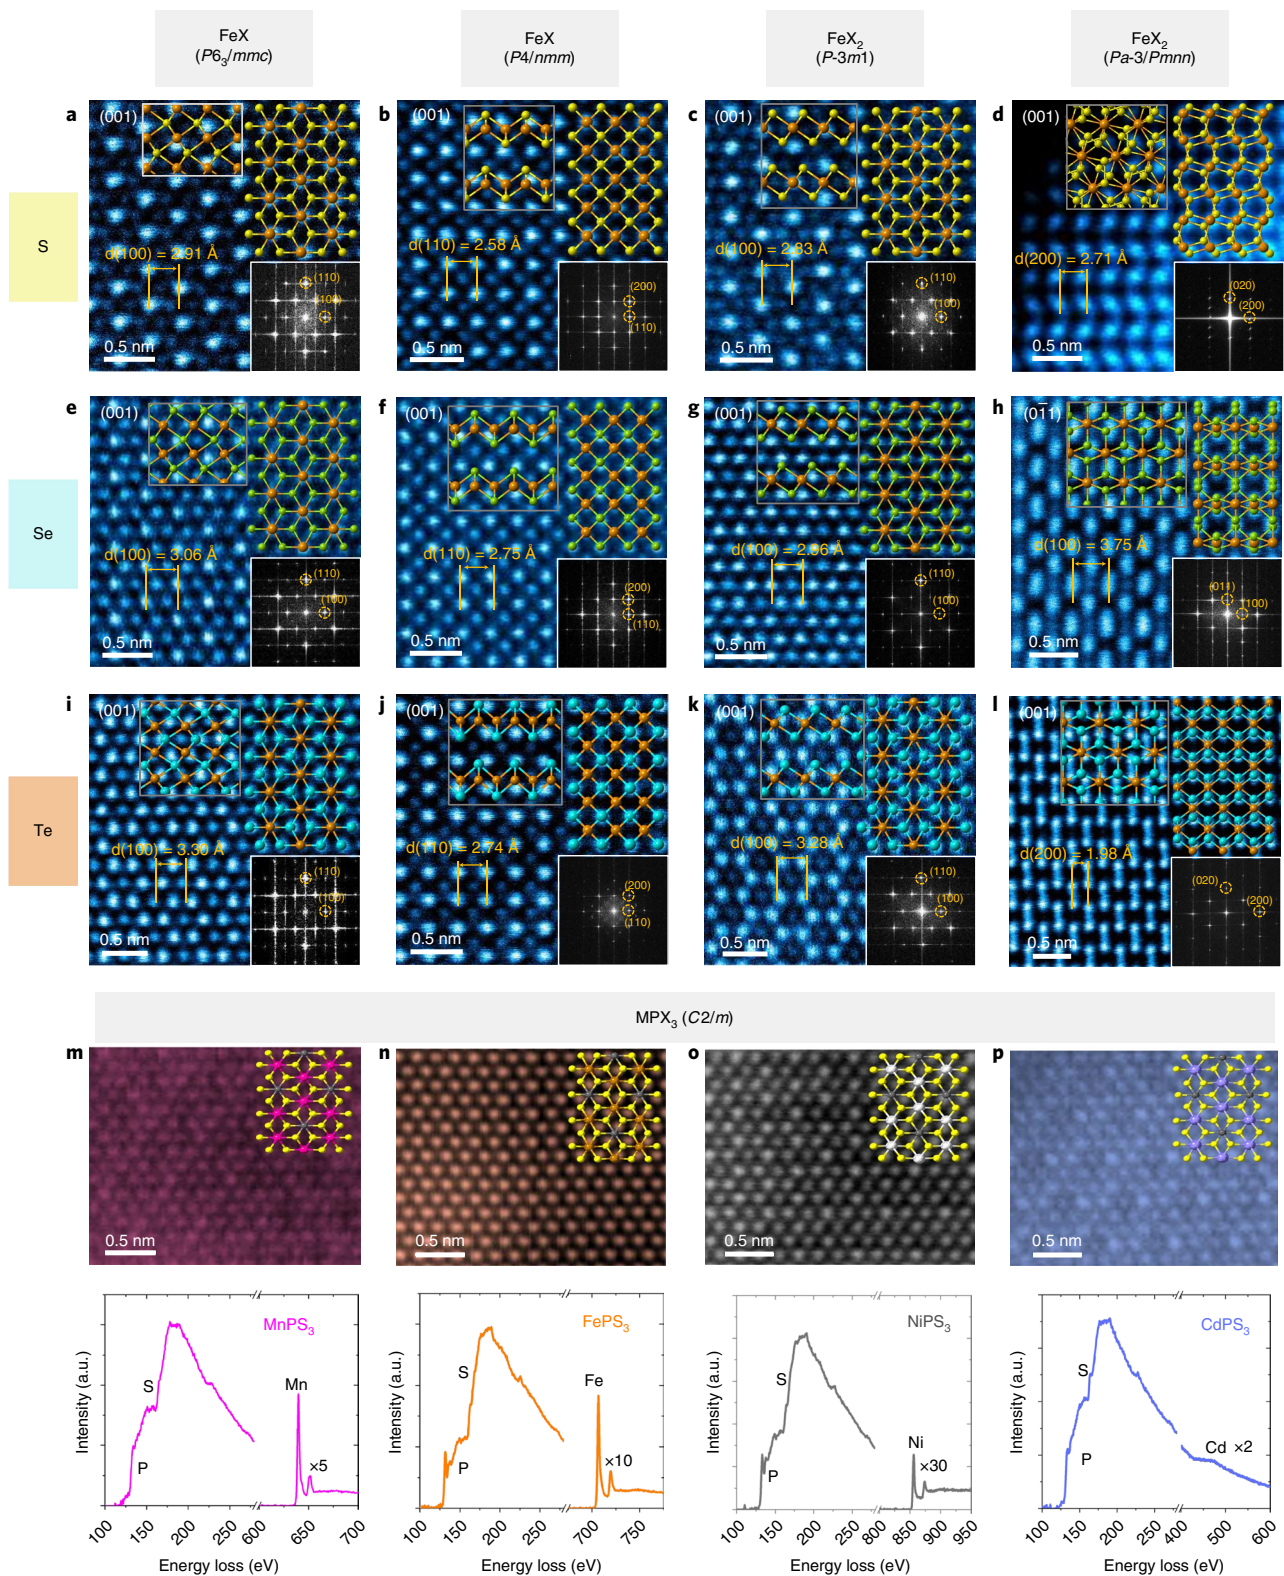 FeX
(P6₃/mmc)
FeX
(P4/nmm)
FeX₂
(P-3m1)
FeX₂
(Pa-3/Pmnn)
S
a
(001)
d(100) = 2.91 Å
(110)
(100)
0.5 nm
b
(001)
d(110) = 2.58 Å
(200)
(110)
0.5 nm
c
(001)
d(100) = 2.83 Å
(110)
(100)
0.5 nm
d
(001)
d(200) = 2.71 Å
(020)
(200)
0.5 nm
Se
e
(001)
d(100) = 3.06 Å
(110)
(100)
0.5 nm
f
(001)
d(110) = 2.75 Å
(200)
(110)
0.5 nm
g
(001)
d(100) = 2.96 Å
(110)
(100)
0.5 nm
h
(01̄1)
d(100) = 3.75 Å
(011)
(100)
0.5 nm
Te
i
(001)
d(100) = 3.30 Å
(110)
(100)
0.5 nm
j
(001)
d(110) = 2.74 Å
(200)
(110)
0.5 nm
k
(001)
d(100) = 3.28 Å
(110)
(100)
0.5 nm
l
(001)
d(200) = 1.98 Å
(020)
(200)
0.5 nm
MPX₃ (C2/m)
m
0.5 nm
n
0.5 nm
o
0.5 nm
p
0.5 nm
MnPS₃
S
P
Mn
×5
Intensity (a.u.)
100 150 200 250 600 650 700
Energy loss (eV)
FePS₃
S
P
Fe
×10
Intensity (a.u.)
100 150 200 250 700 750
Energy loss (eV)
NiPS₃
S
P
Ni
×30
Intensity (a.u.)
100 150 200 250 800 850 900 950
Energy loss (eV)
CdPS₃
S
P
Cd ×2
Intensity (a.u.)
100 150 200 400 500 600
Energy loss (eV)